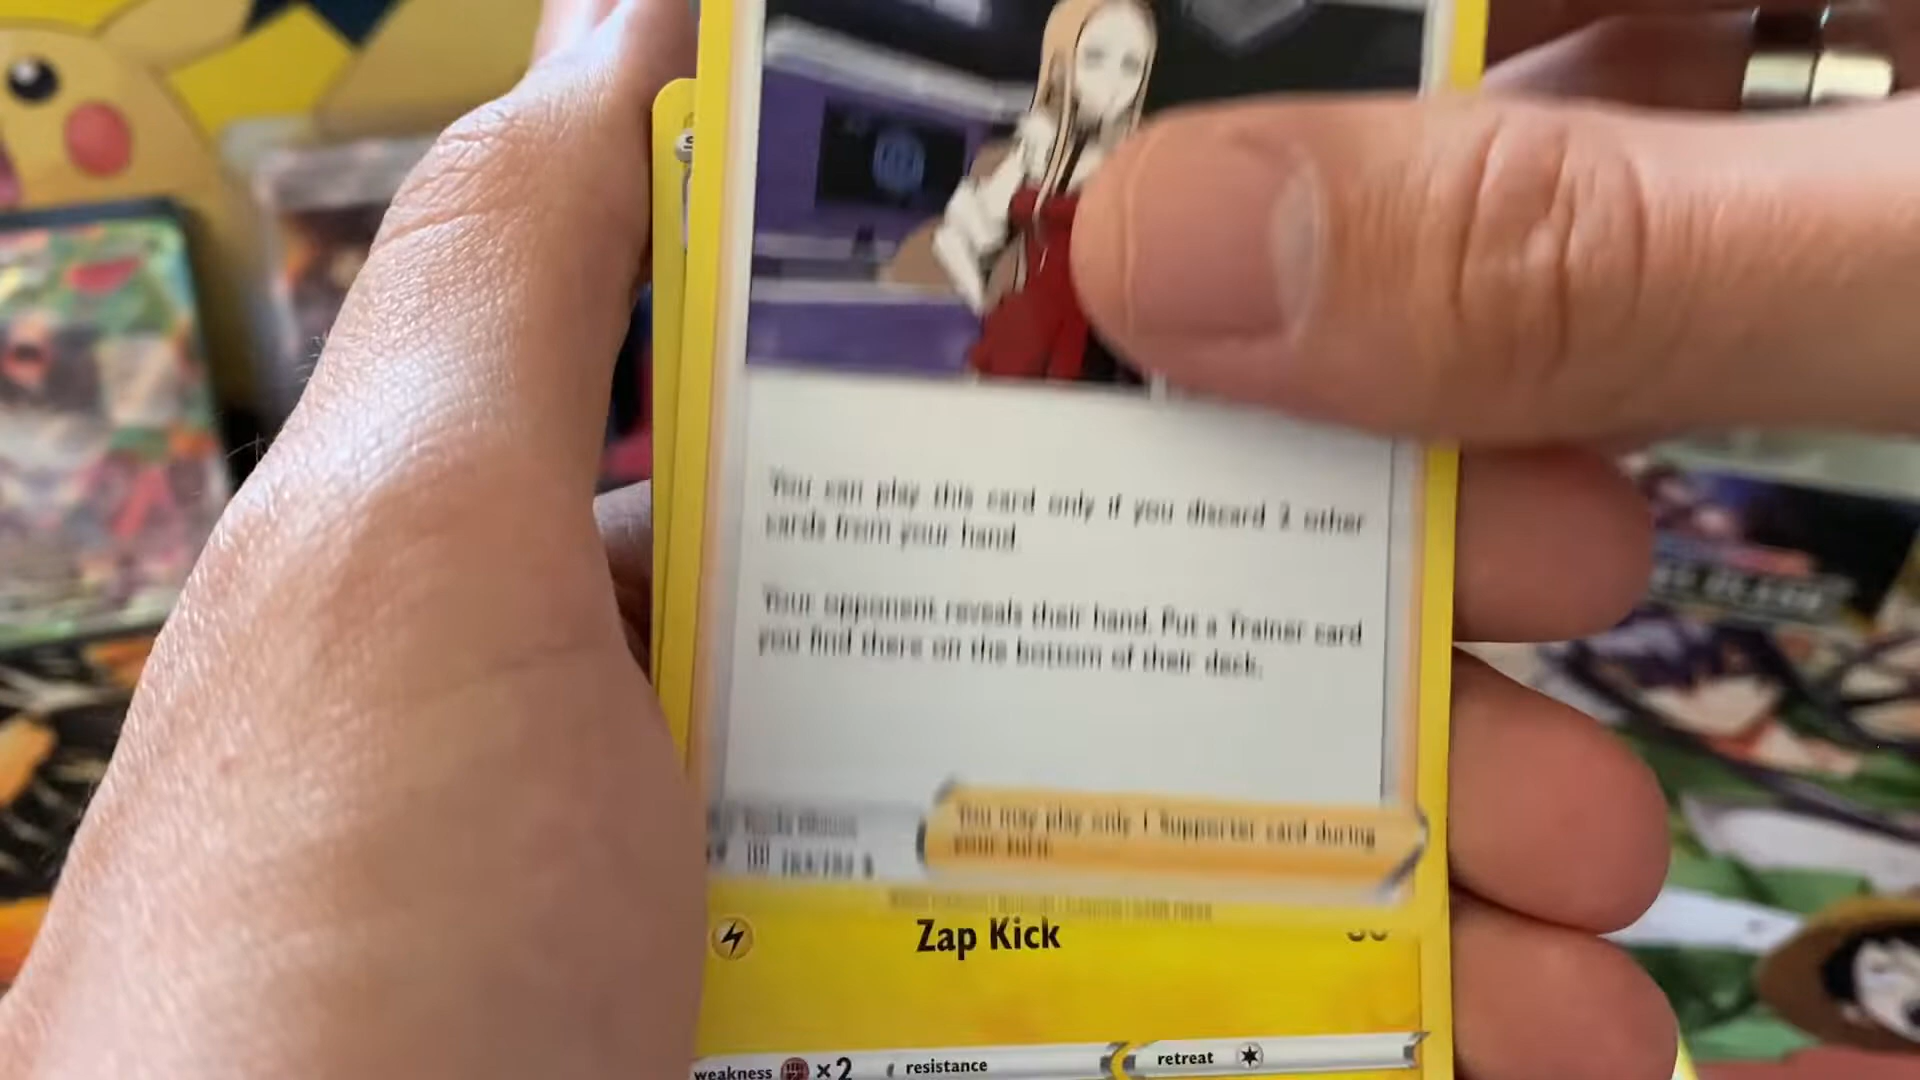 You can play this card only if you discard 2 other
cards from your hand.
Your opponent reveals their hand. Put a Trainer card
you find there on the bottom of their deck.
You may play only 1 Supporter card during
your turn.
Zap Kick
weakness ×2 resistance retreat